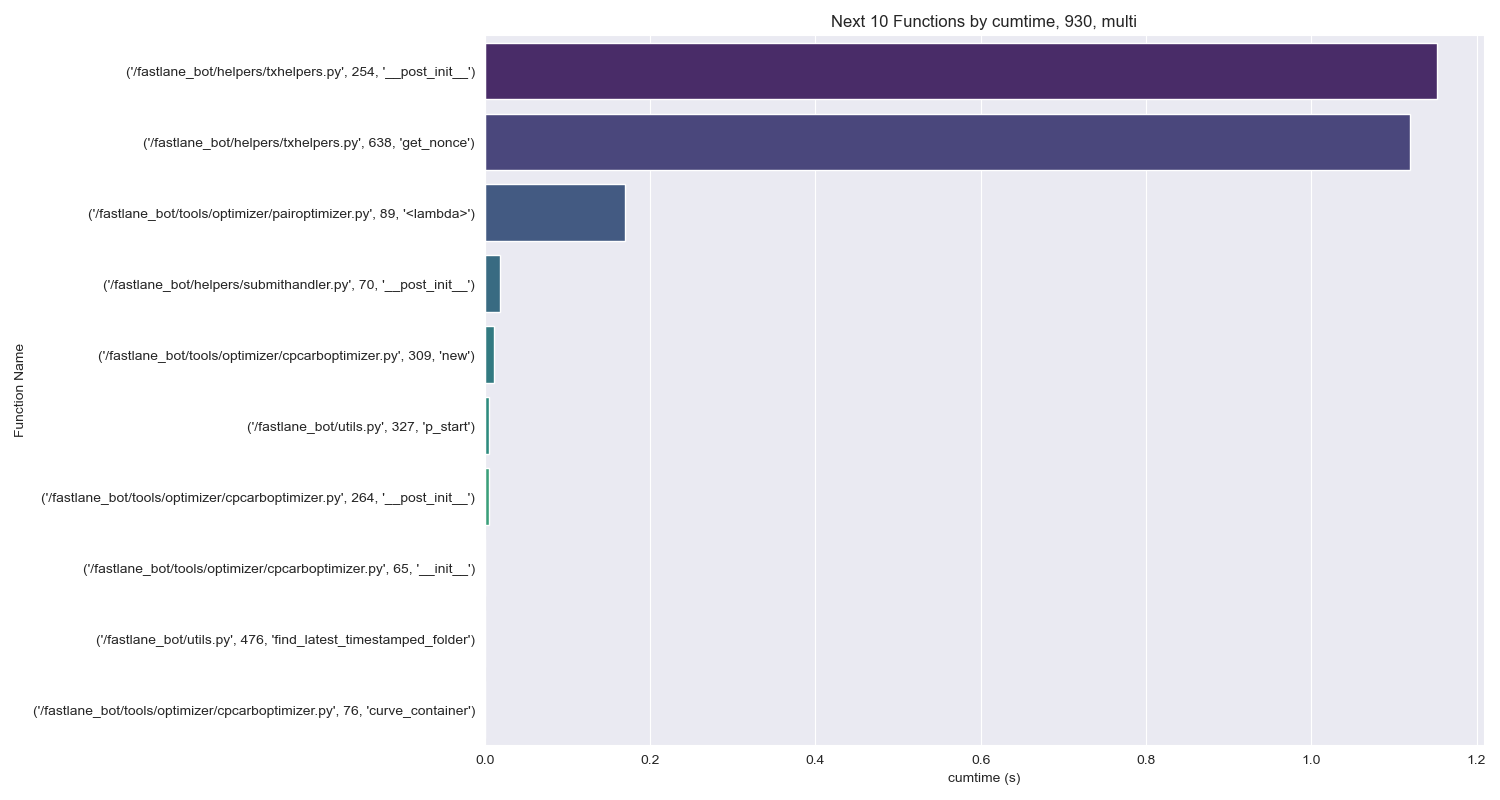 Next 10 Functions by cumtime, 930, multi
('/fastlane_bot/helpers/txhelpers.py', 254, '__post_init__')
('/fastlane_bot/helpers/txhelpers.py', 638, 'get_nonce')
('/fastlane_bot/tools/optimizer/pairoptimizer.py', 89, '<lambda>')
('/fastlane_bot/helpers/submithandler.py', 70, '__post_init__')
('/fastlane_bot/tools/optimizer/cpcarboptimizer.py', 309, 'new')
('/fastlane_bot/utils.py', 327, 'p_start')
('/fastlane_bot/tools/optimizer/cpcarboptimizer.py', 264, '__post_init__')
('/fastlane_bot/tools/optimizer/cpcarboptimizer.py', 65, '__init__')
('/fastlane_bot/utils.py', 476, 'find_latest_timestamped_folder')
('/fastlane_bot/tools/optimizer/cpcarboptimizer.py', 76, 'curve_container')
Function Name
0.0 0.2 0.4 0.6 0.8 1.0 1.2
cumtime (s)